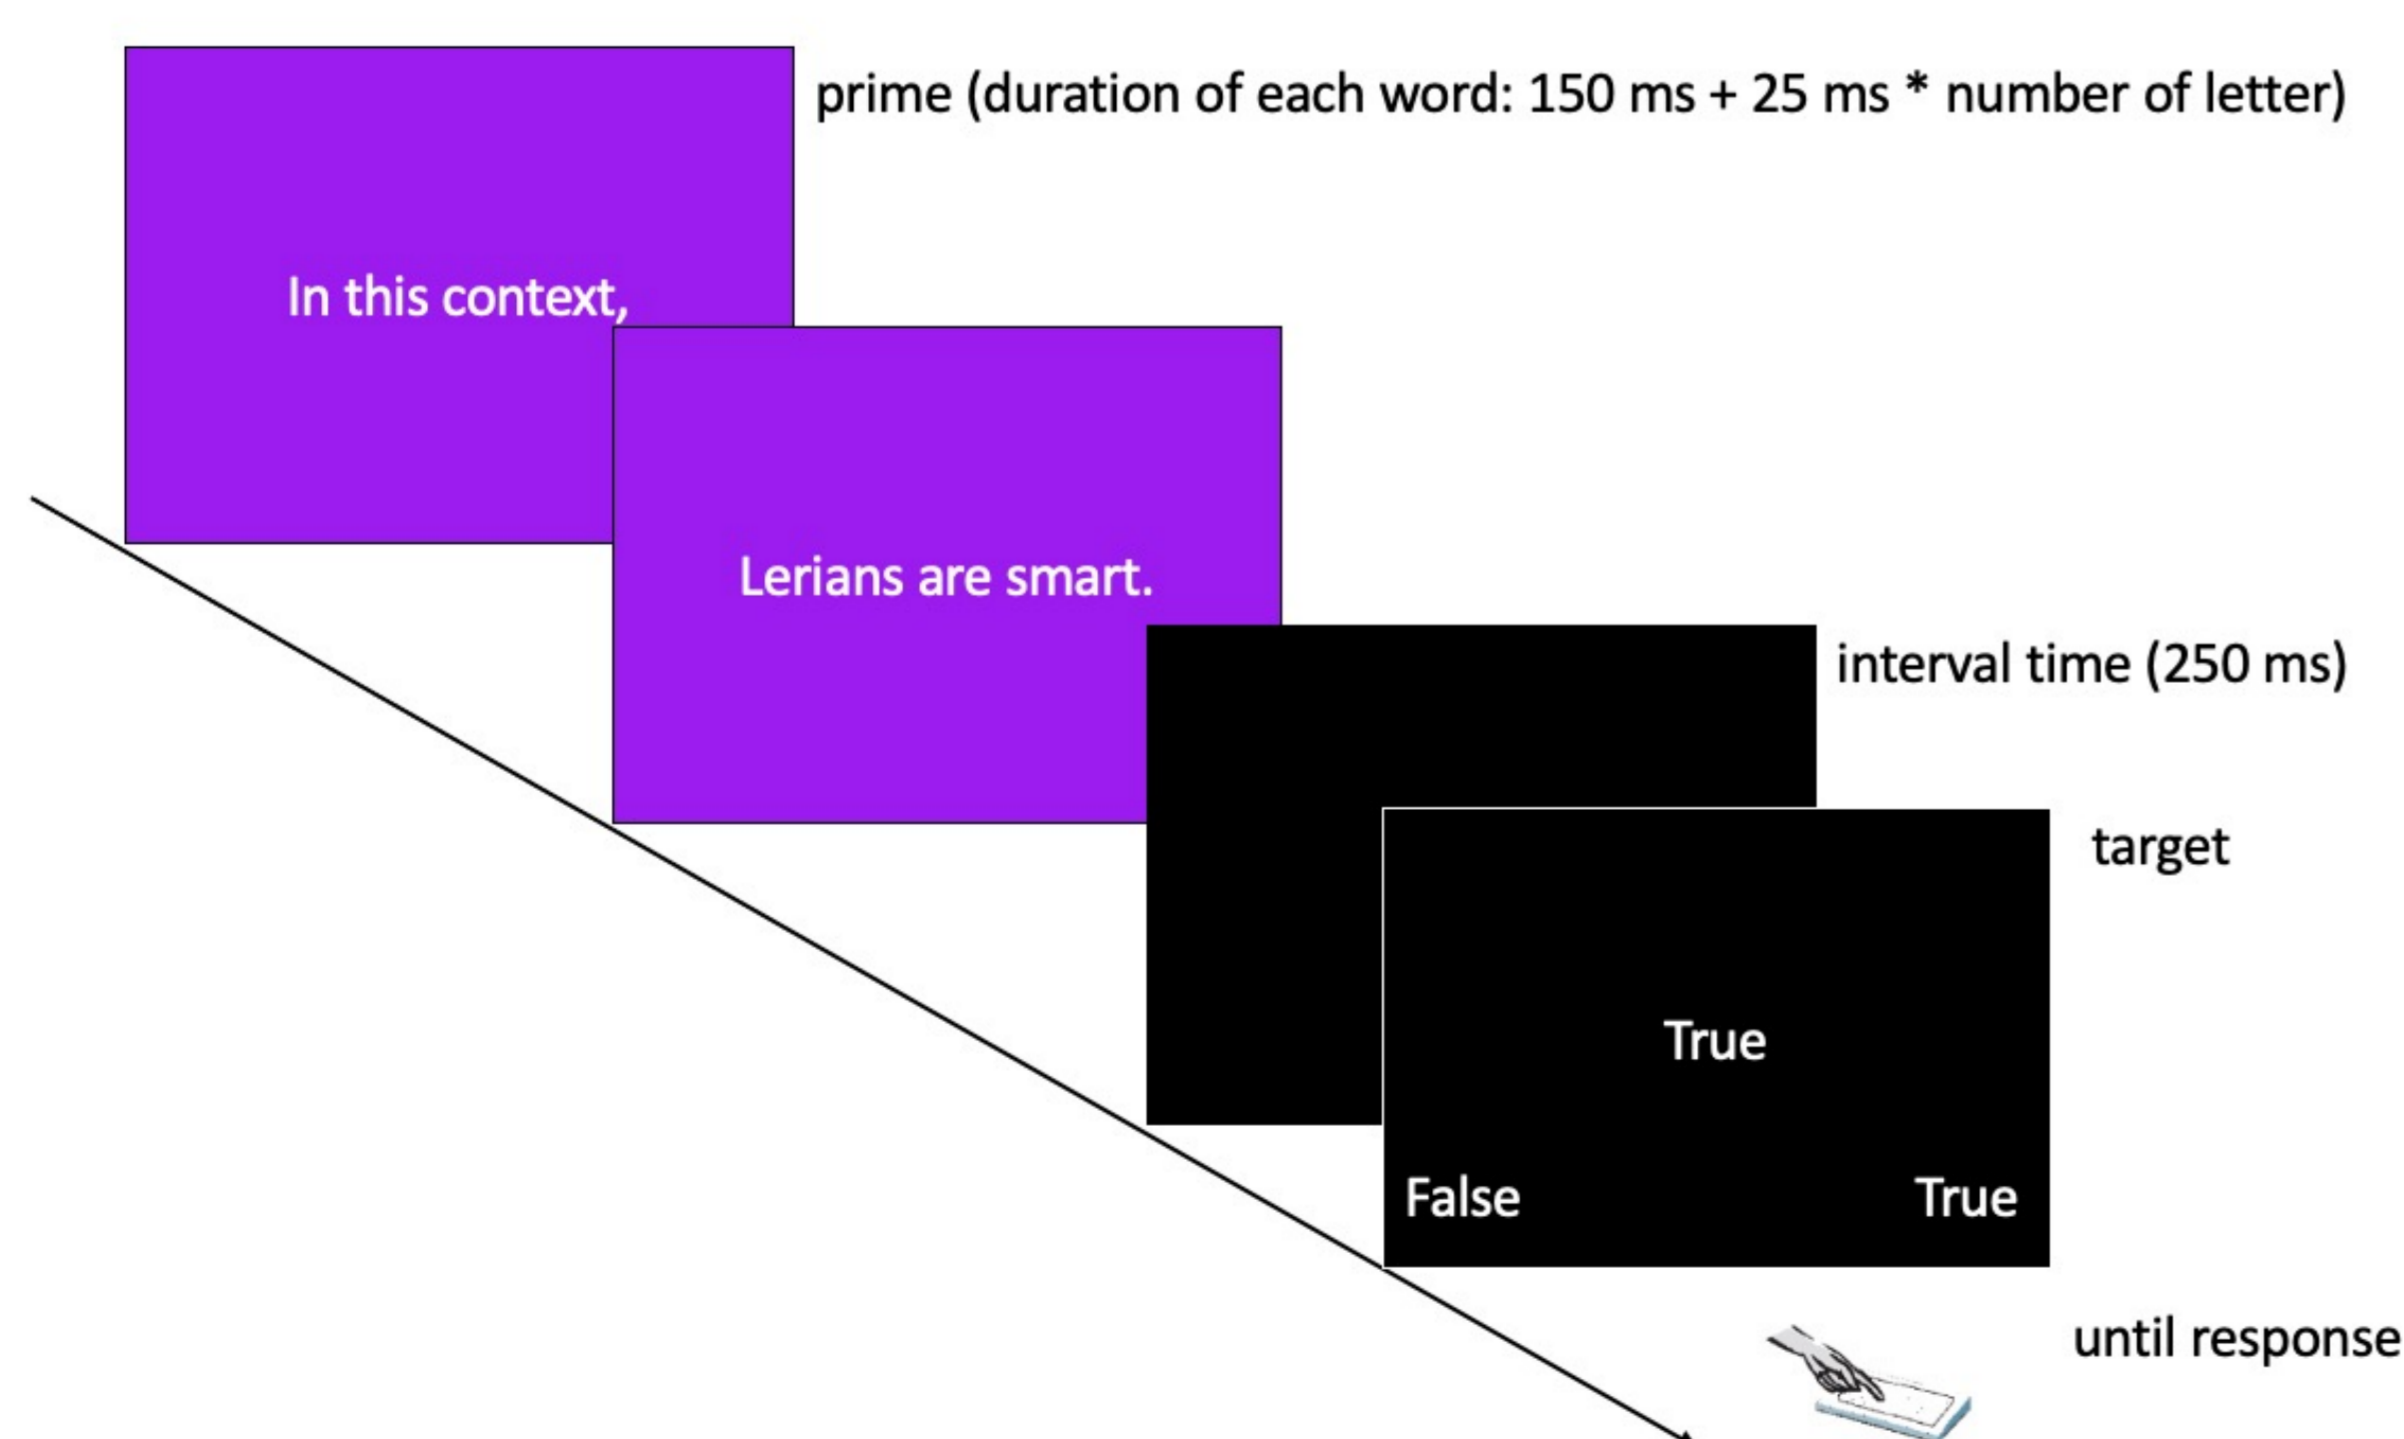 prime (duration of each word: 150 ms + 25 ms * number of letter)
In this context,
Lerians are smart.
interval time (250 ms)
target
True
False True
until response